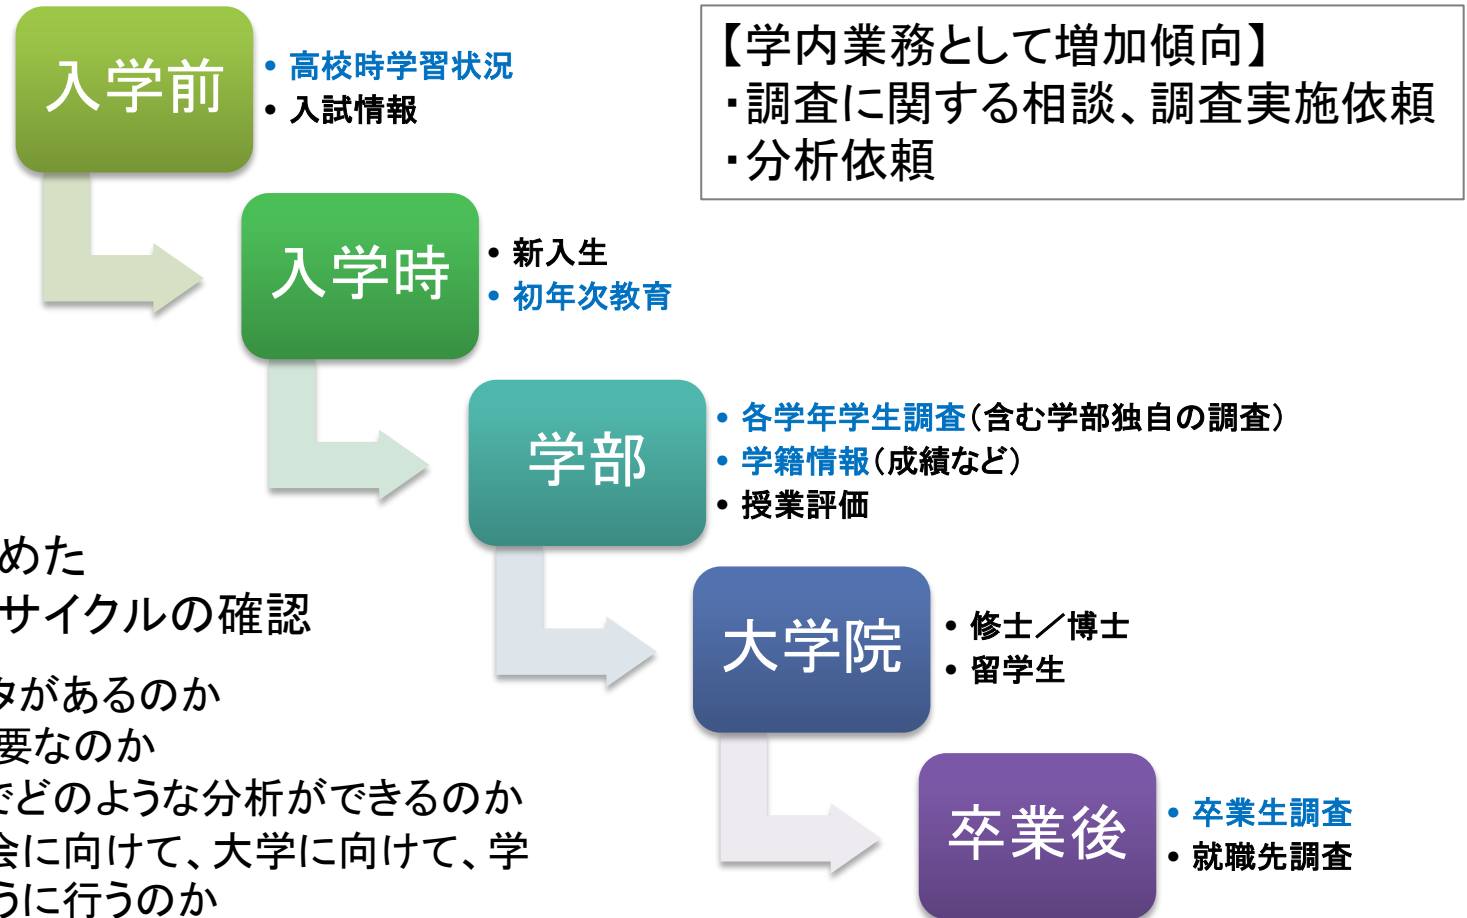 入学前
• 高校時学習状況
• 入試情報
【学内業務として増加傾向】
・調査に関する相談、調査実施依頼
・分析依頼
入学時
• 新入生
• 初年次教育
学部
• 各学年学生調査(含む学部独自の調査)
• 学籍情報(成績など)
• 授業評価
めた
サイクルの確認
タがあるのか
要なのか
でどのような分析ができるのか
会に向けて、大学に向けて、学
うに行うのか
大学院
• 修士／博士
• 留学生
卒業後
• 卒業生調査
• 就職先調査